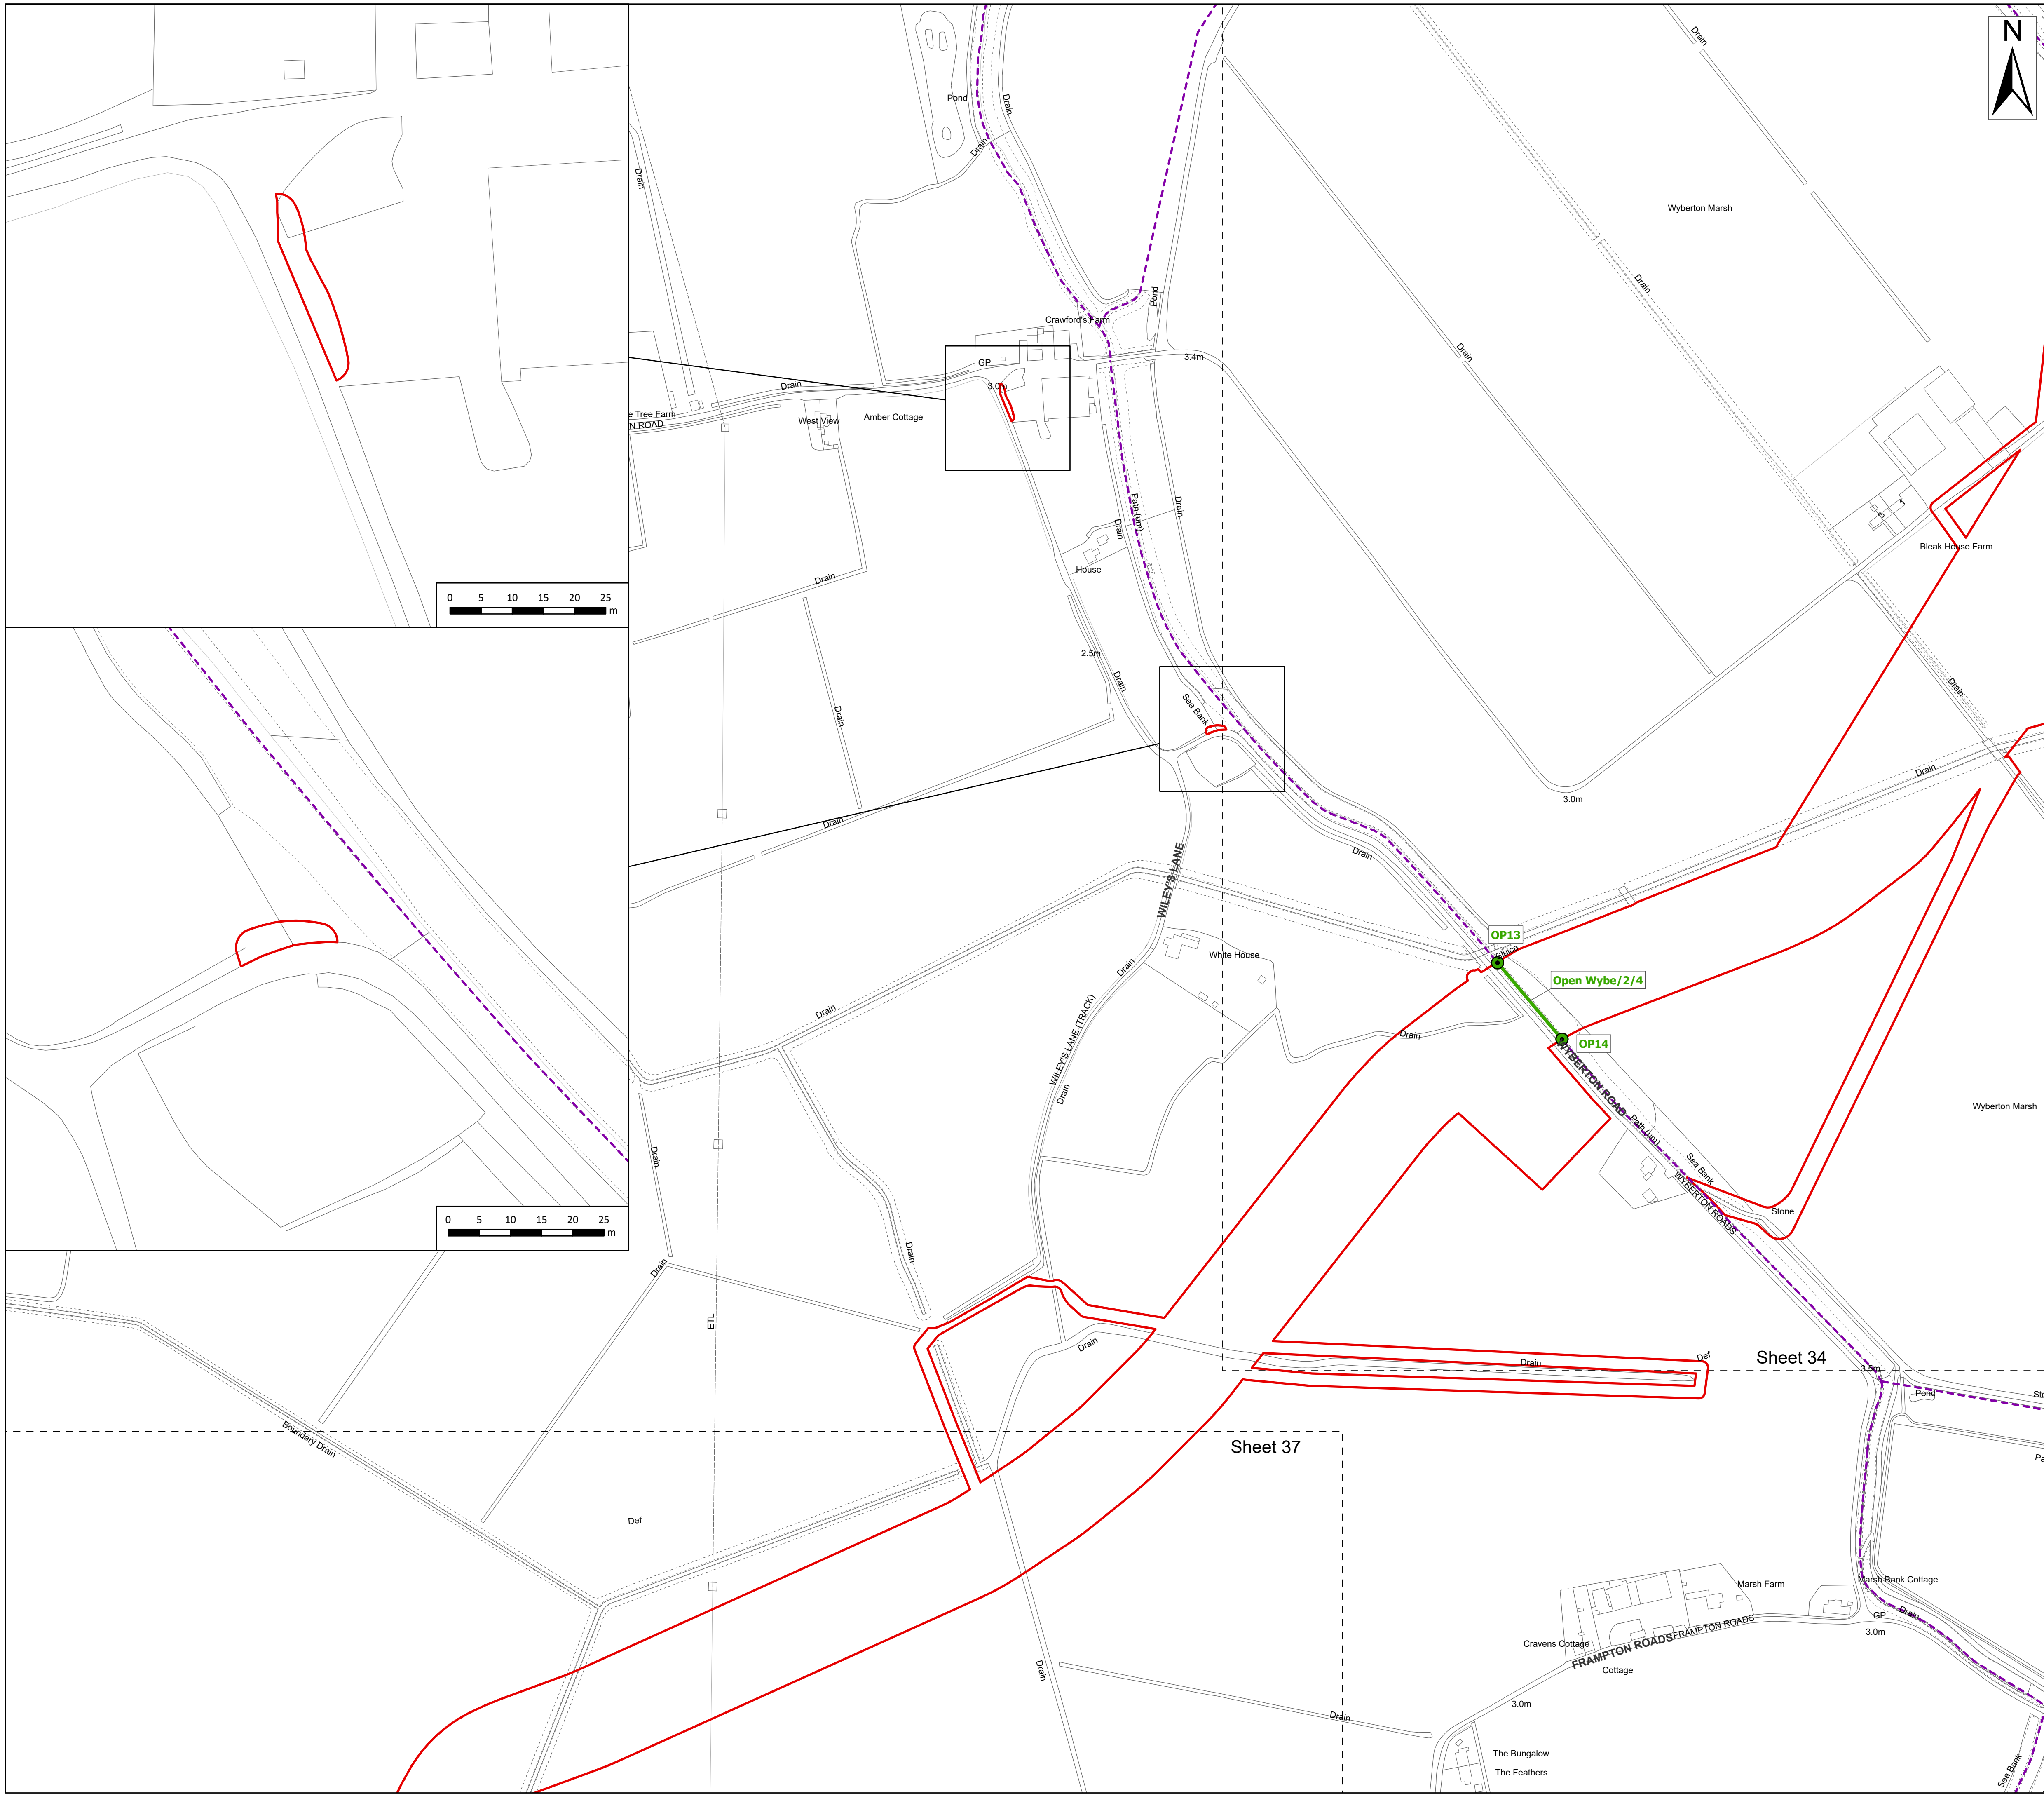 N
Drain
Pond
Drain
Drain
Drain
Wyberton Marsh
Drain
Crawford's Farm
Pond
GP
3.4m
Drain
3.0m
Drain
e Tree Farm
N ROAD
West View
Amber Cottage
Path (um)
Drain
Drain
1
3
Bleak House Farm
House
Drain
0 5 10 15 20 25
m
2.5m
Drain
Sea Bank
Drain
Drain
Drain
3.0m
Drain
Drain
WILEY'S LANE
OP13
Sluice
White House
Drain
Open Wybe/2/4
Drain
Drain
OP14
WILEY'S LANE (TRACK)
Drain
WYBERTON ROAD
Wyberton Marsh
Path (um)
Drain
Sea Bank
WYBERTON ROADS
Stone
0 5 10 15 20 25
m
Drain
Drain
ETL
Drain
Drain
Def
Sheet 34
3.5m
Pond
Sto
Boundary Drain
Sheet 37
Pa
Def
Marsh Farm
Marsh Bank Cottage
Drain
GP
3.0m
FRAMPTON ROADS
Cravens Cottage
FRAMPTON ROADS
Cottage
Drain
3.0m
Drain
The Bungalow
The Feathers
Sea Bank